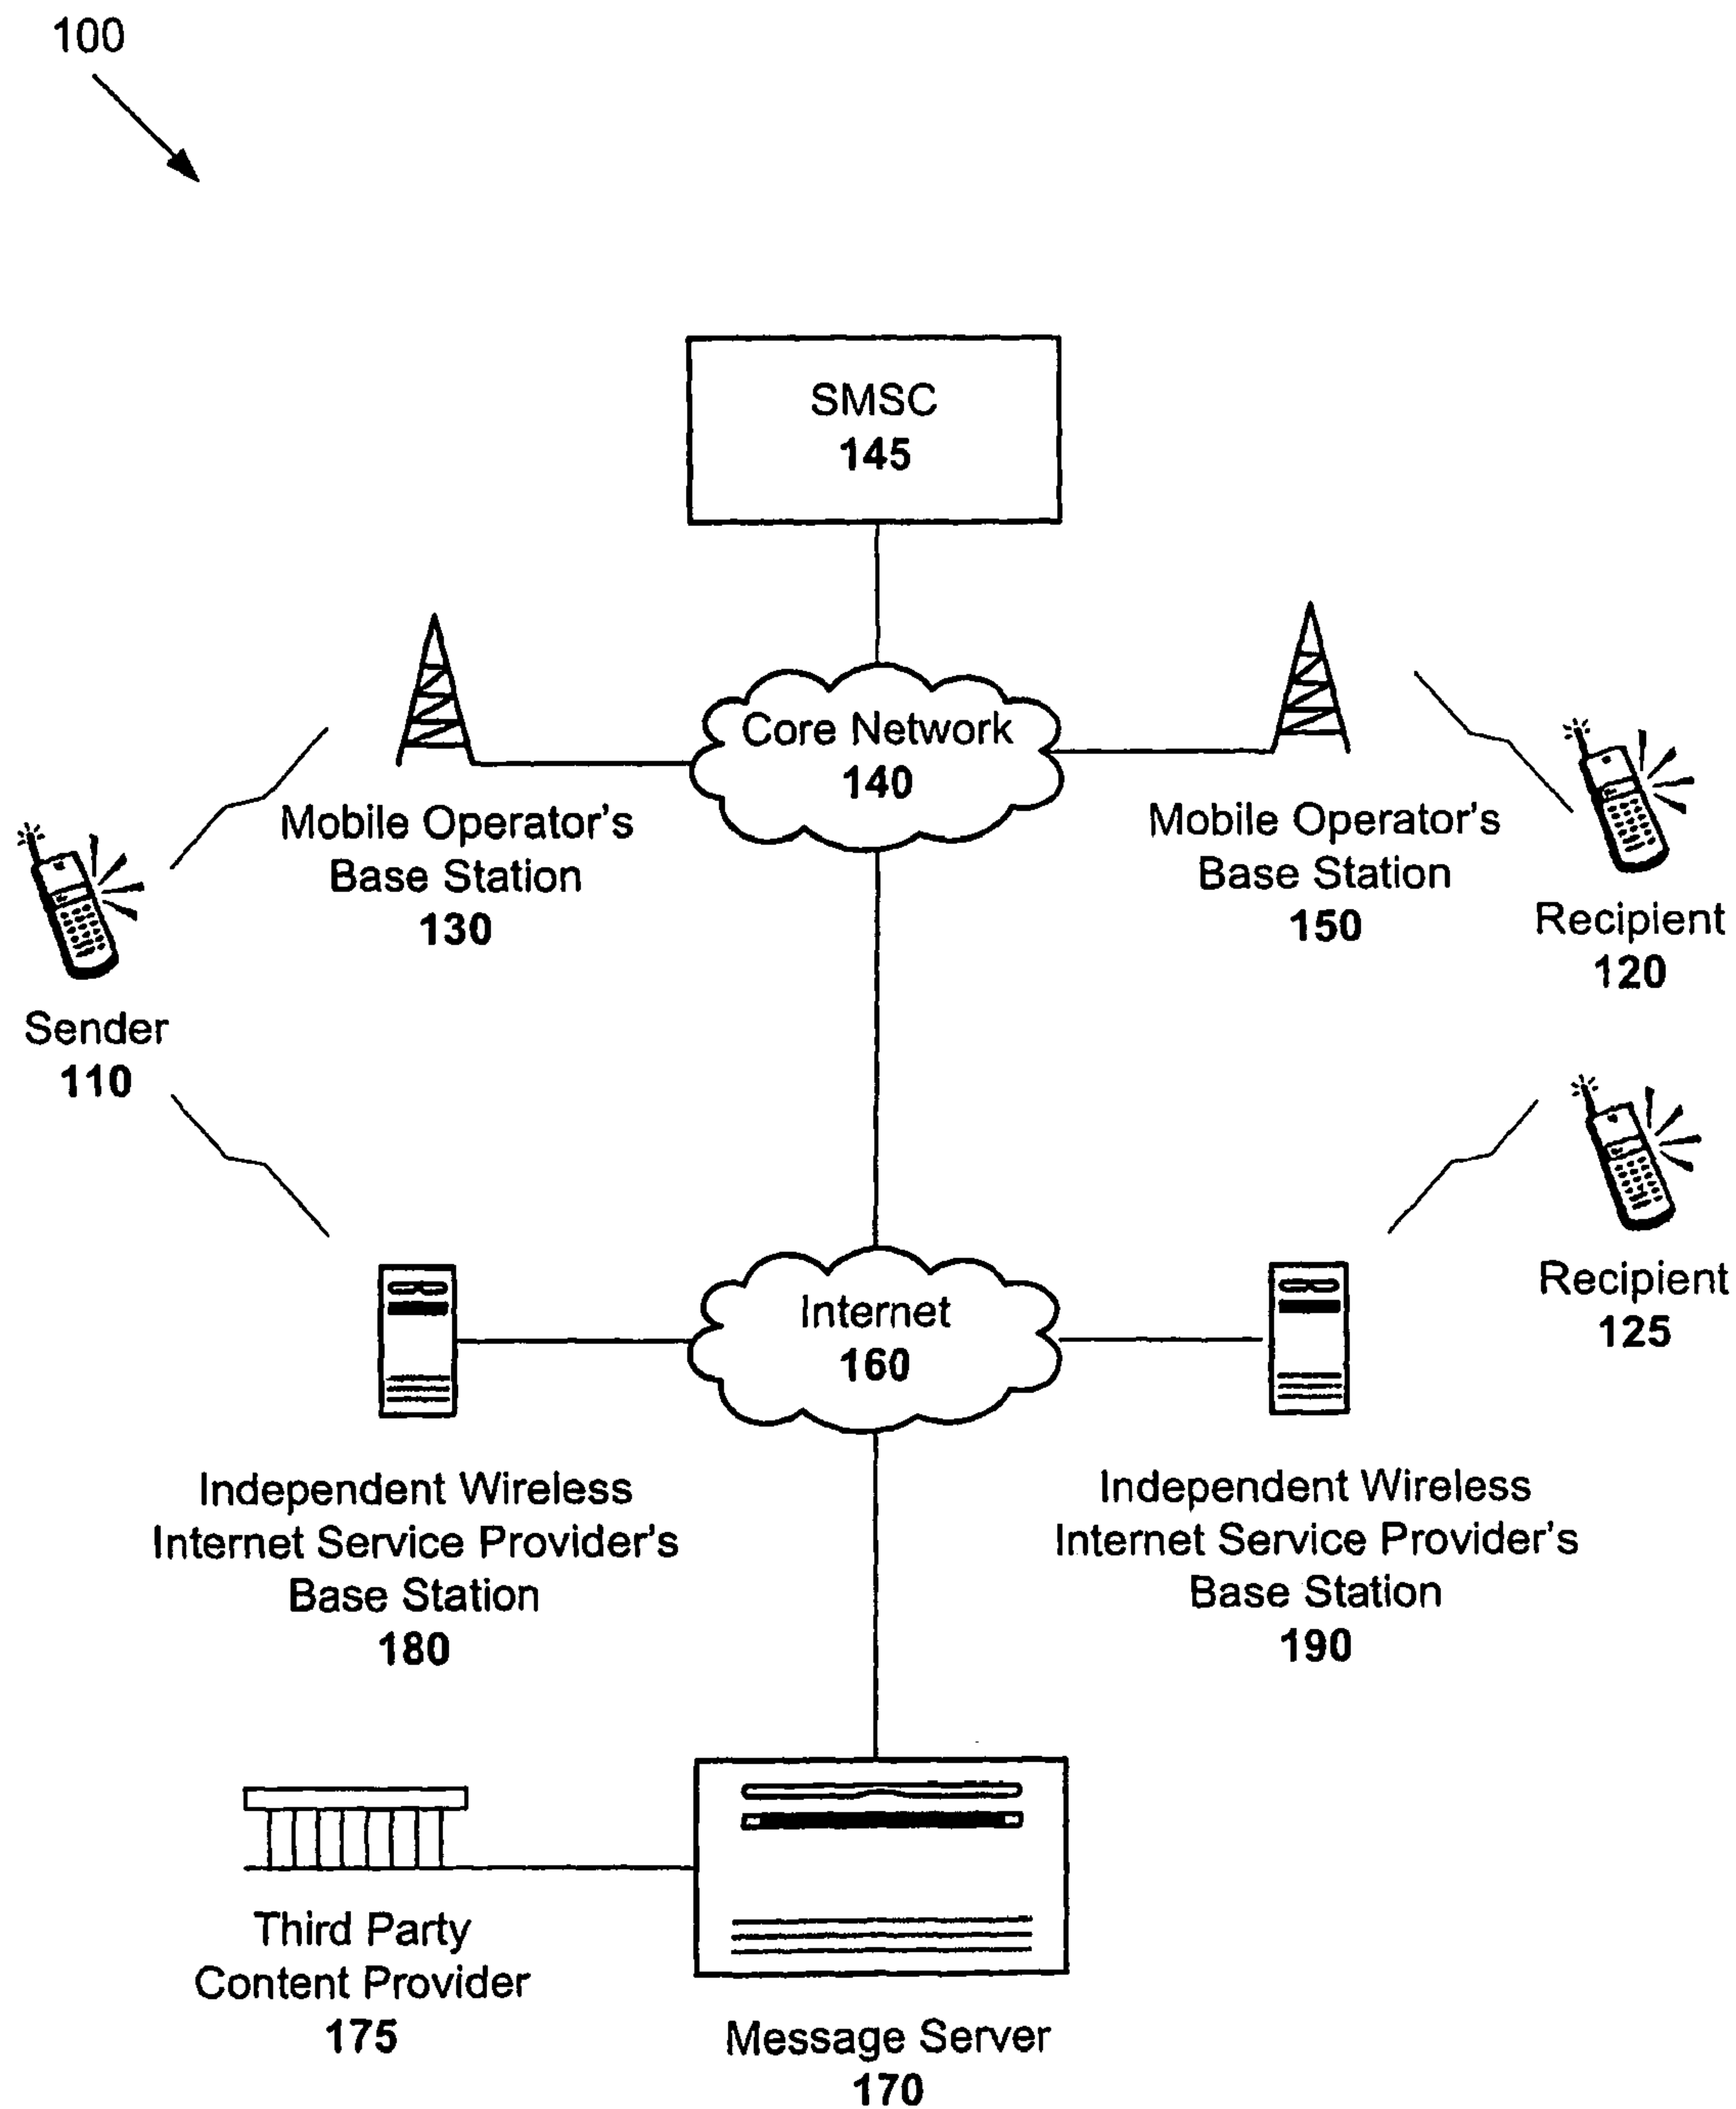 100
SMSC
145
Core Network
140
Mobile Operator's
Base Station
130
Mobile Operator's
Base Station
150
Recipient
120
Sender
110
Recipient
125
Internet
160
Independent Wireless
Internet Service Provider's
Base Station
180
Independent Wireless
Internet Service Provider's
Base Station
190
Third Party
Content Provider
175
Message Server
170